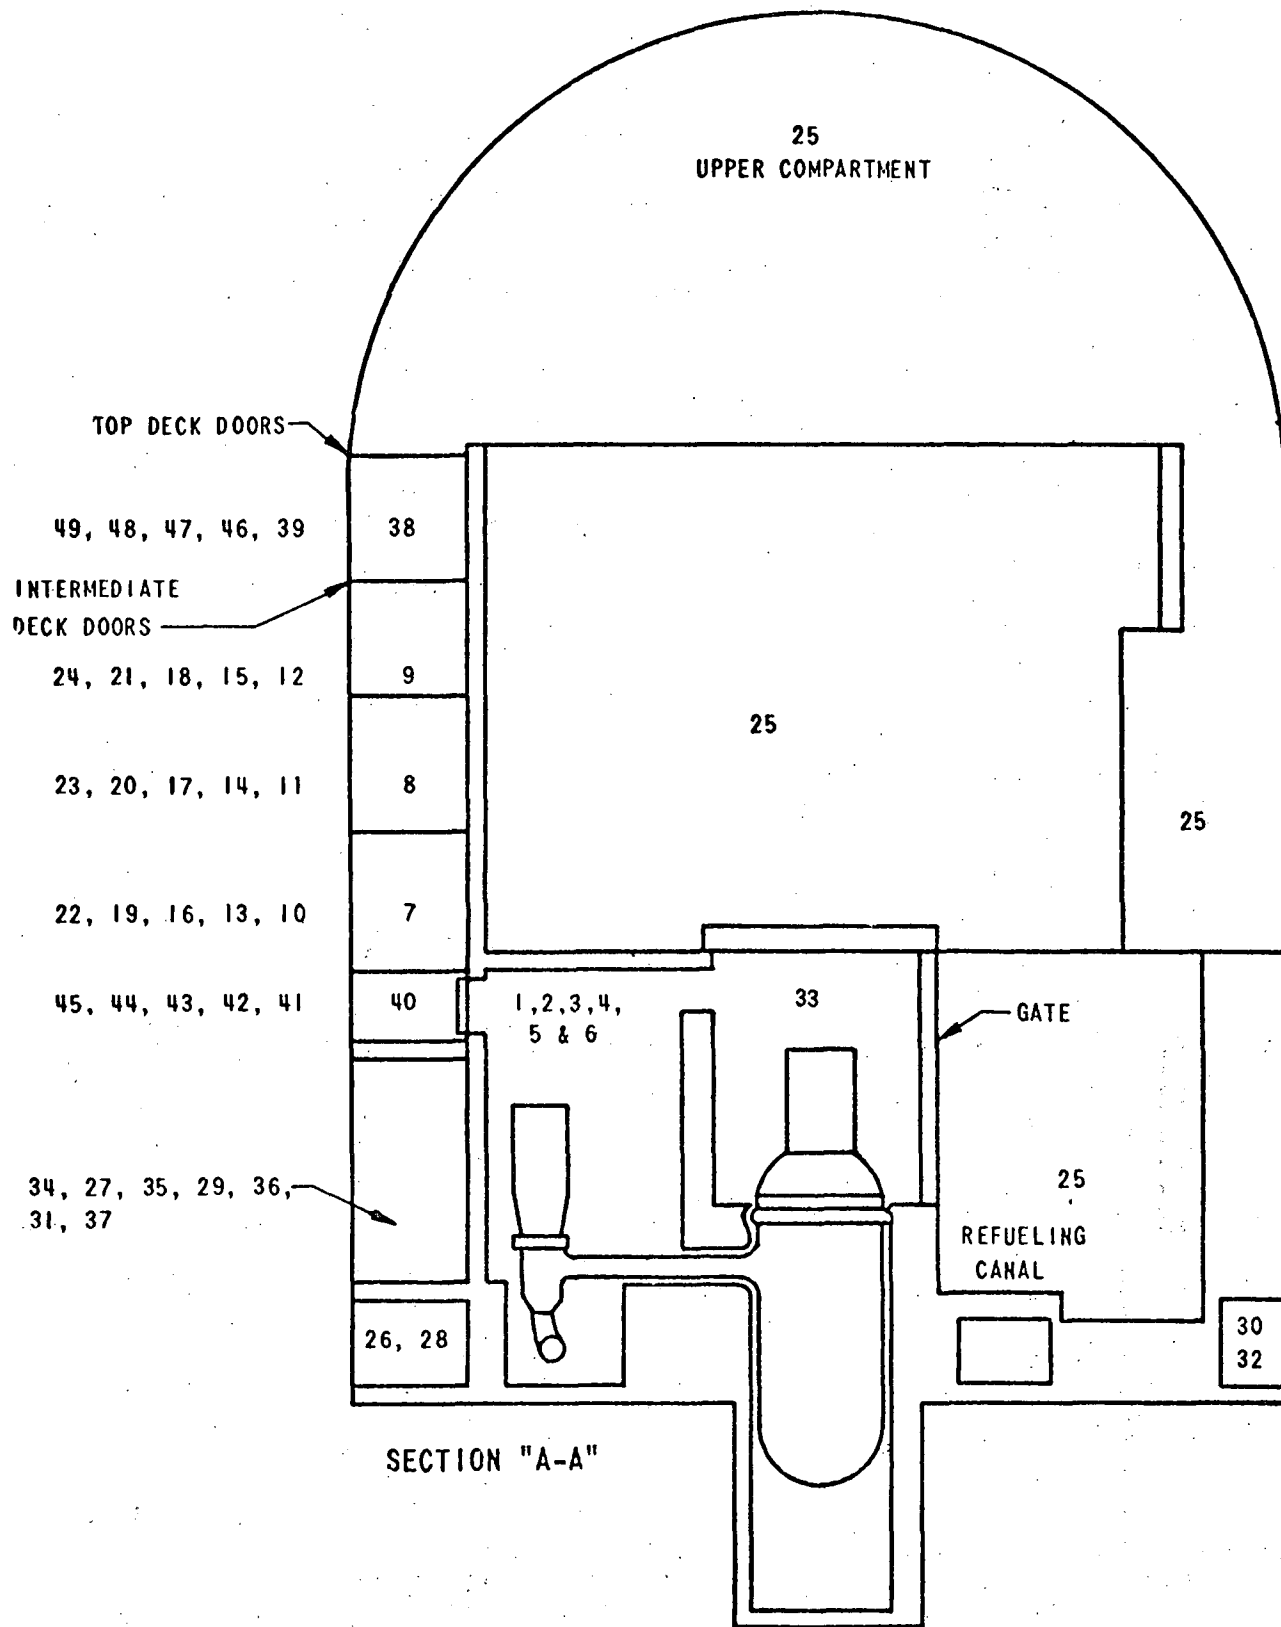 25
UPPER COMPARTMENT
TOP DECK DOORS
49, 48, 47, 46, 39
38
INTERMEDIATE
DECK DOORS
24, 21, 18, 15, 12
9
25
23, 20, 17, 14, 11
8
25
22, 19, 16, 13, 10
7
45, 44, 43, 42, 41
40
1,2,3,4,
5 & 6
33
GATE
34, 27, 35, 29, 36,
31, 37
25
REFUELING
CANAL
26, 28
30
32
SECTION "A-A"